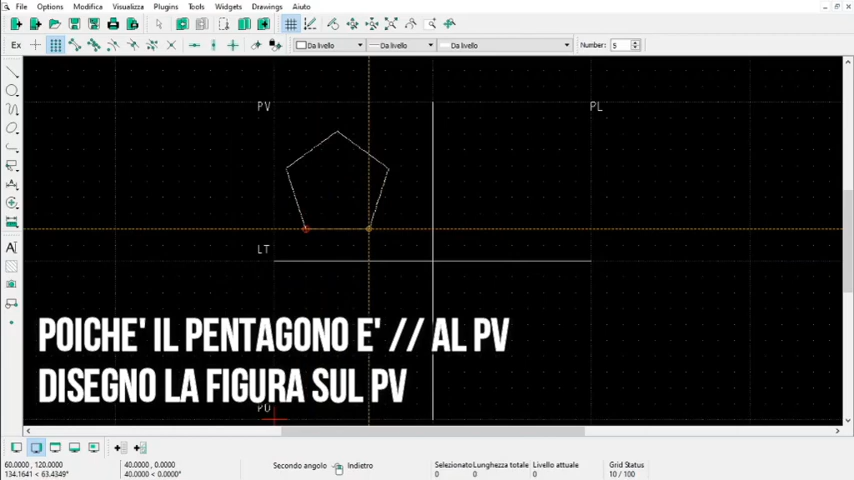 File Options Modifica Visualizza Plugins Widgets Drawings Aiuto
Ex Da livello Da livello Da livello Number: 5
PV PL
LT
POICHE' IL PENTAGONO E' // AL PV
DISEGNO LA FIGURA SUL PV
PO
60.0000 , 120.0000 40.0000 , 0.0000 Secondo angolo Indietro Selezionato Lunghezza totale Livello attuale Grid Status
134.1641 < 63.4349° 40.0000 < 0.0000° 0 0 0 10 / 100